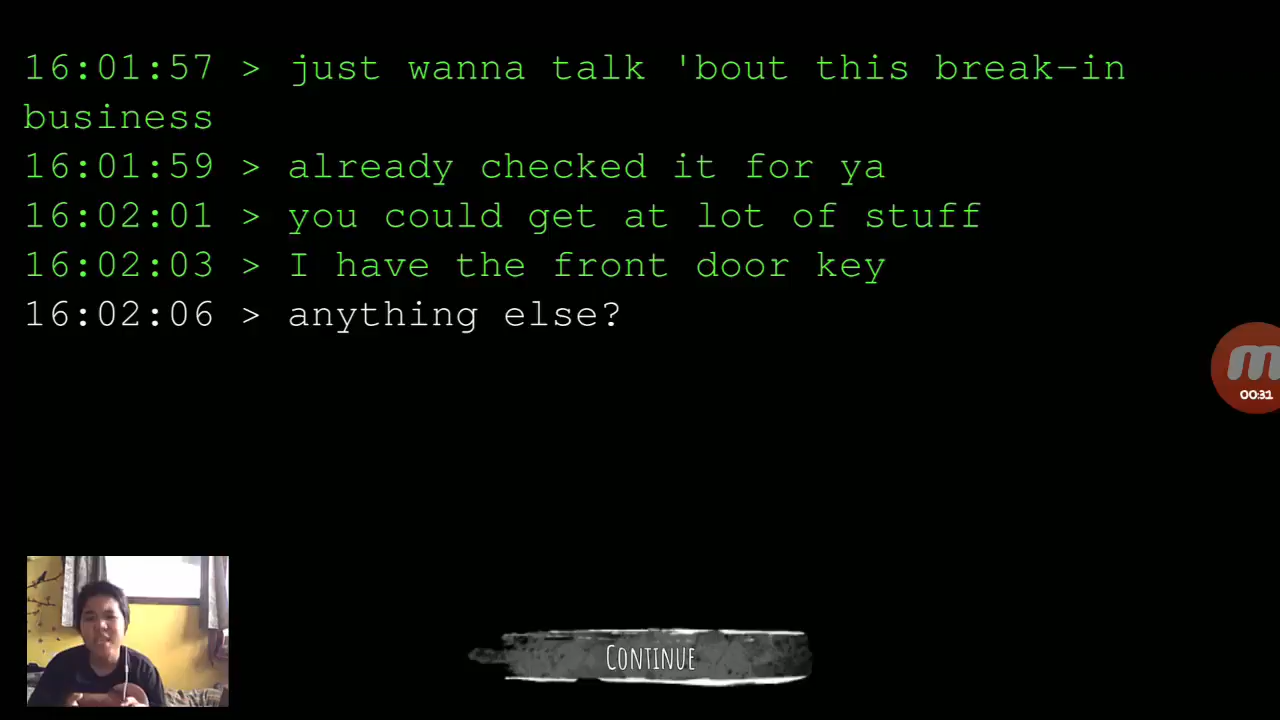 16:01:57 > just wanna talk 'bout this break-in
business
16:01:59 > already checked it for ya
16:02:01 > you could get at lot of stuff
16:02:03 > I have the front door key
16:02:06 > anything else?
m
00:31
Continue